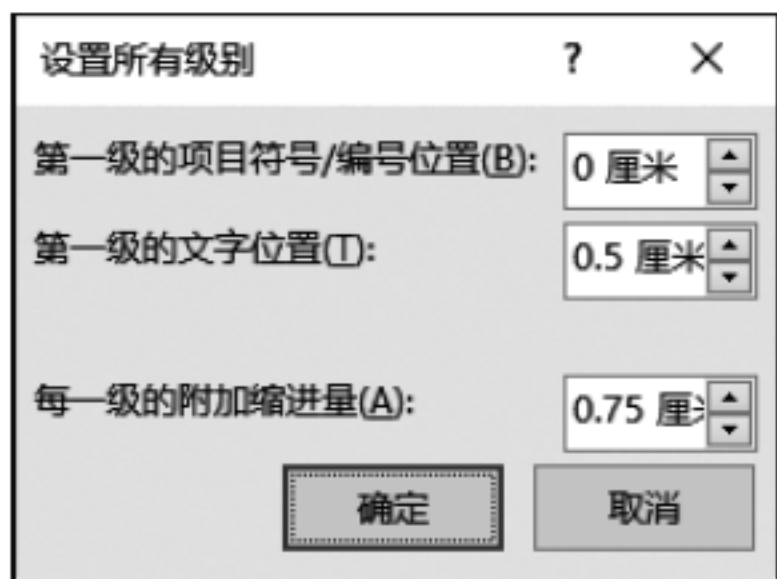 设置所有级别 ? ×
第一级的项目符号/编号位置(B): 0 厘米
第一级的文字位置(T): 0.5 厘米
每一级的附加缩进量(A): 0.75 厘
确定 取消